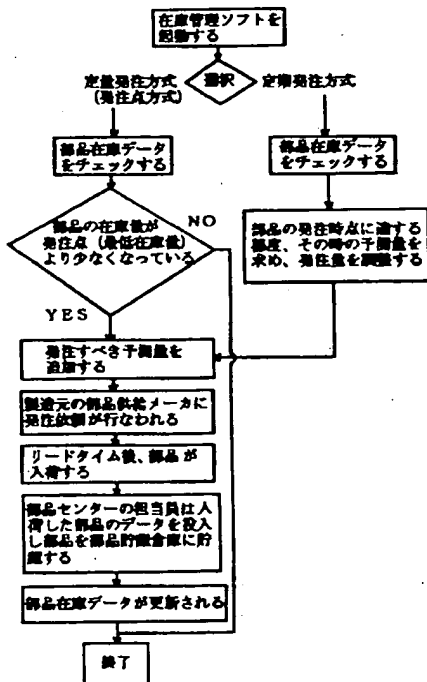 在庫管理ソフトを
起動する
選択
定量発注方式
(発注点方式)
定期発注方式
部品在庫データ
をチェックする
部品在庫データ
をチェックする
部品の在庫量が
発注点(最低在庫量)
より少なくなっている
NO
YES
部品の発注時点に達する
都度、その時の予測量を
求め、発注量を調整する
発注すべき予測量を
追加する
製造元の部品供給メーカに
発注依頼が行なわれる
リードタイム後、部品が
入荷する
部品センターの担当員は入
荷した部品のデータを投入
し部品を部品貯蔵倉庫に貯
蔵する
部品在庫データが更新される
終了